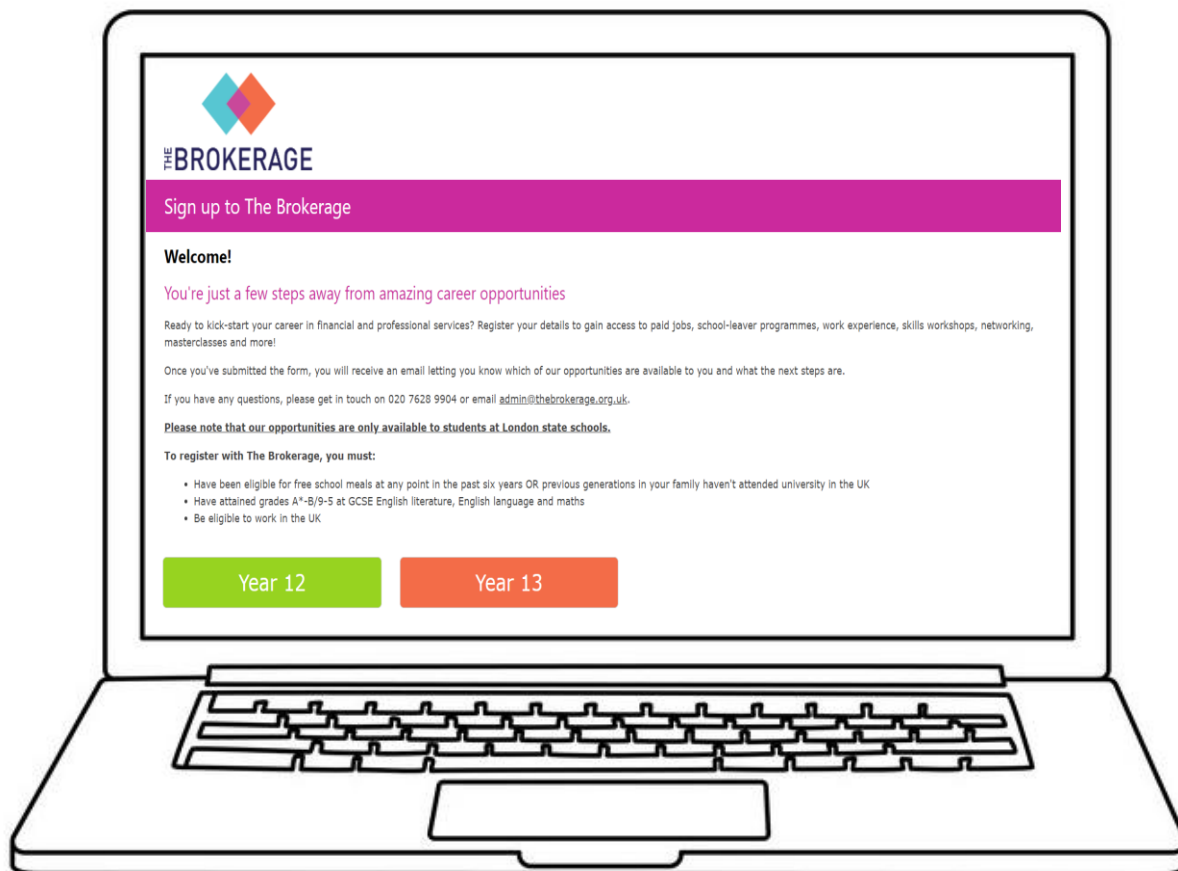 THE BROKERAGE
Sign up to The Brokerage
Welcome!
You're just a few steps away from amazing career opportunities
Ready to kick-start your career in financial and professional services? Register your details to gain access to paid jobs, school-leaver programmes, work experience, skills workshops, networking,
masterclasses and more!
Once you've submitted the form, you will receive an email letting you know which of our opportunities are available to you and what the next steps are.
If you have any questions, please get in touch on 020 7628 9904 or email admin@thebrokerage.org.uk.
Please note that our opportunities are only available to students at London state schools.
To register with The Brokerage, you must:
• Have been eligible for free school meals at any point in the past six years OR previous generations in your family haven't attended university in the UK
• Have attained grades A*-B/9-5 at GCSE English literature, English language and maths
• Be eligible to work in the UK
Year 12
Year 13